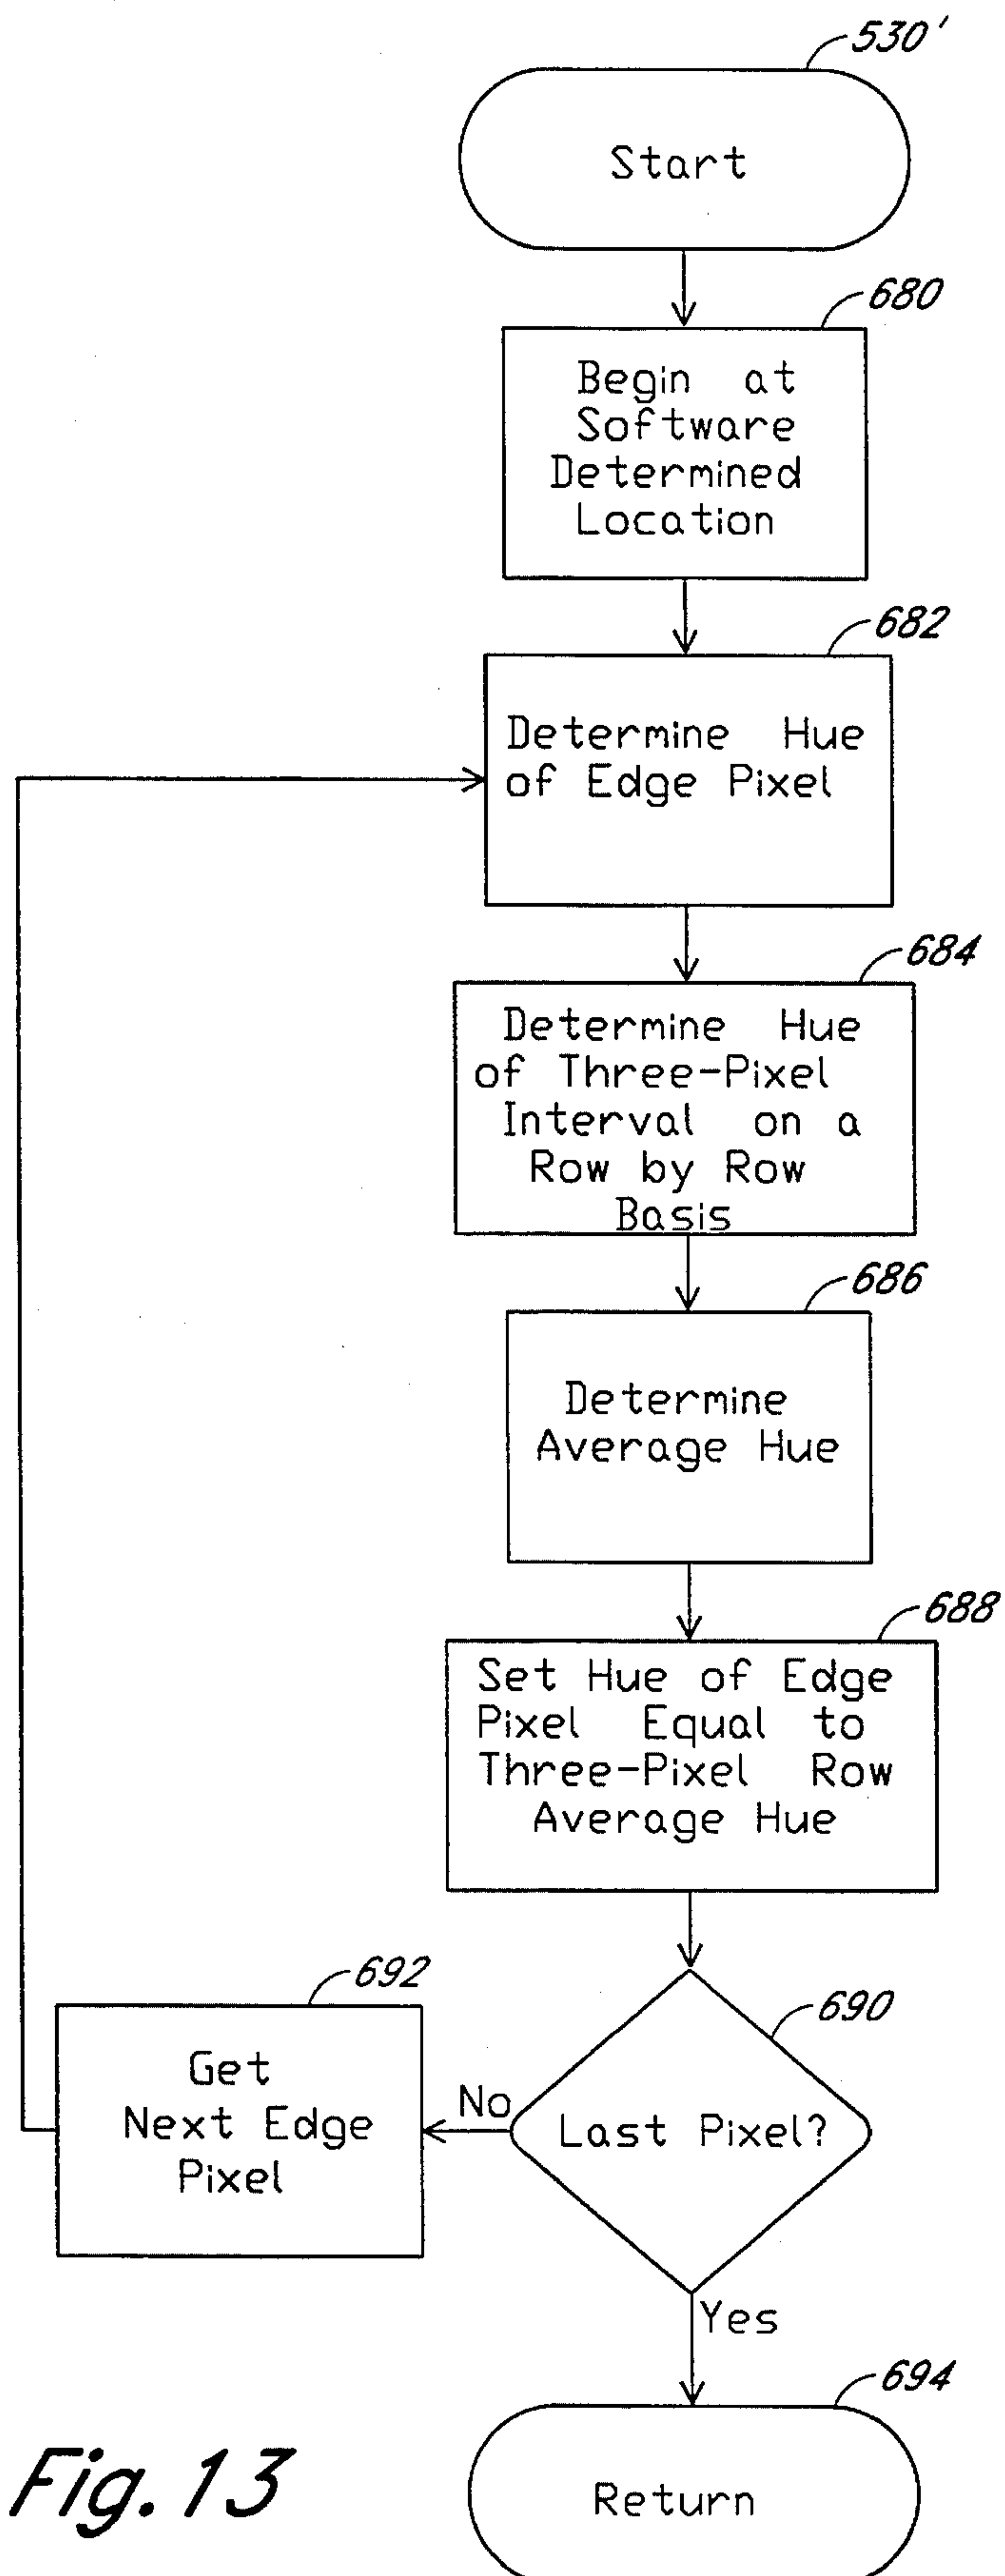 530'
Start
680
Begin at
Software
Determined
Location
682
Determine Hue
of Edge Pixel
684
Determine Hue
of Three-Pixel
Interval on a
Row by Row
Basis
686
Determine
Average Hue
688
Set Hue of Edge
Pixel Equal to
Three-Pixel Row
Average Hue
690
Last Pixel?
No
692
Get
Next Edge
Pixel
Yes
694
Return
Fig. 13